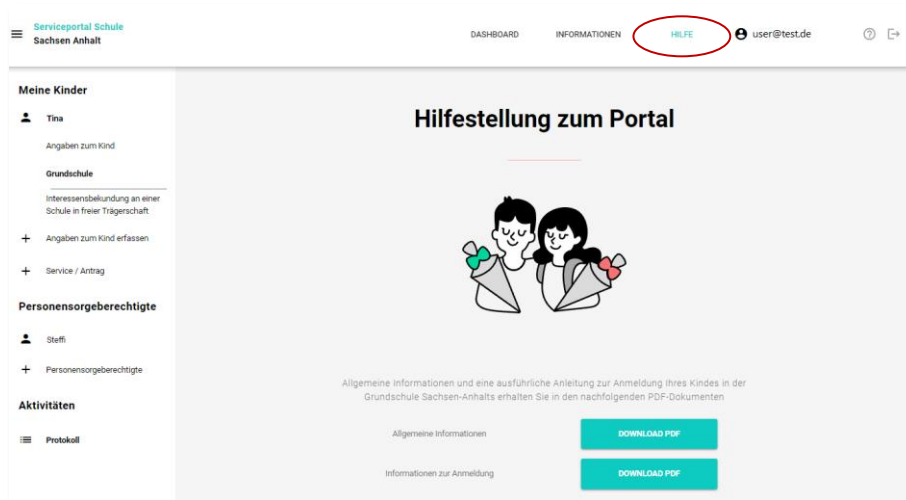 Serviceportal Schule
Sachsen Anhalt
DASHBOARD
INFORMATIONEN
HILFE
user@test.de
Meine Kinder
Tina
Angaben zum Kind
Grundschule
Interessensbekundung an einer
Schule in freier Trägerschaft
+ Angaben zum Kind erfassen
+ Service / Antrag
Personensorgeberechtigte
Steffi
+ Personensorgeberechtigte
Aktivitäten
Protokoll
Hilfestellung zum Portal
Allgemeine Informationen und eine ausführliche Anleitung zur Anmeldung Ihres Kindes in der
Grundschule Sachsen-Anhalts erhalten Sie in den nachfolgenden PDF-Dokumenten
Allgemeine Informationen
DOWNLOAD PDF
Informationen zur Anmeldung
DOWNLOAD PDF